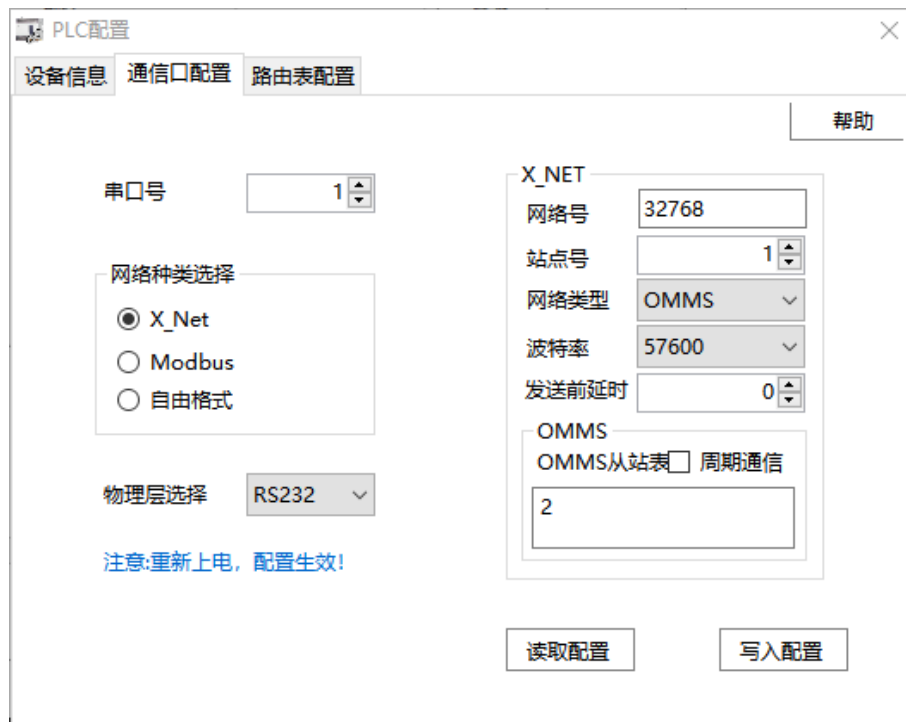 PLC配置
设备信息 通信口配置 路由表配置
帮助
串口号 1
网络种类选择
X_Net
Modbus
自由格式
物理层选择 RS232
注意:重新上电，配置生效!
X_NET
网络号 32768
站点号 1
网络类型 OMMS
波特率 57600
发送前延时 0
OMMS
OMMS从站表 周期通信
2
读取配置 写入配置